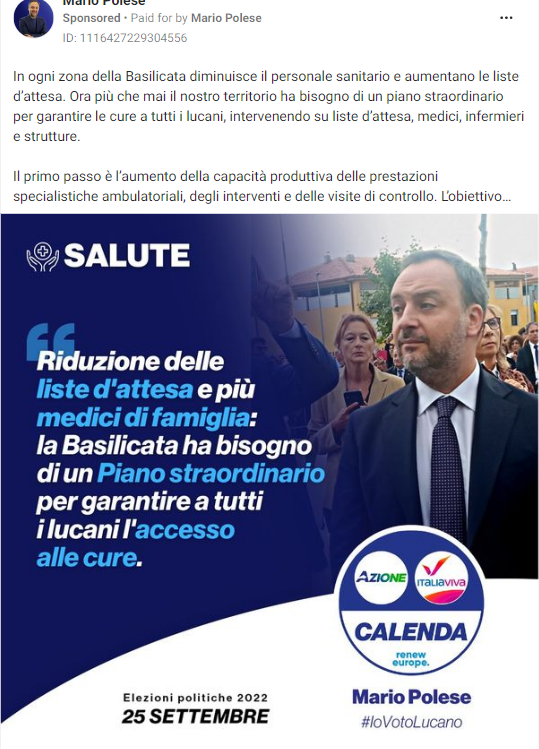 Mario Polese
Sponsored • Paid for by Mario Polese
ID: 1116427229304556
In ogni zona della Basilicata diminuisce il personale sanitario e aumentano le liste
d'attesa. Ora più che mai il nostro territorio ha bisogno di un piano straordinario
per garantire le cure a tutti i lucani, intervenendo su liste d'attesa, medici, infermieri
e strutture.
Il primo passo è l'aumento della capacità produttiva delle prestazioni
specialistiche ambulatoriali, degli interventi e delle visite di controllo. L'obiettivo...
SALUTE
“
Riduzione delle
liste d'attesa e più
medici di famiglia:
la Basilicata ha bisogno
di un Piano straordinario
per garantire a tutti
i lucani l'accesso
alle cure.
AZIONE
ITALIAVIVA
CALENDA
renew
europe.
Elezioni politiche 2022
25 SETTEMBRE
Mario Polese
#IoVotoLucano